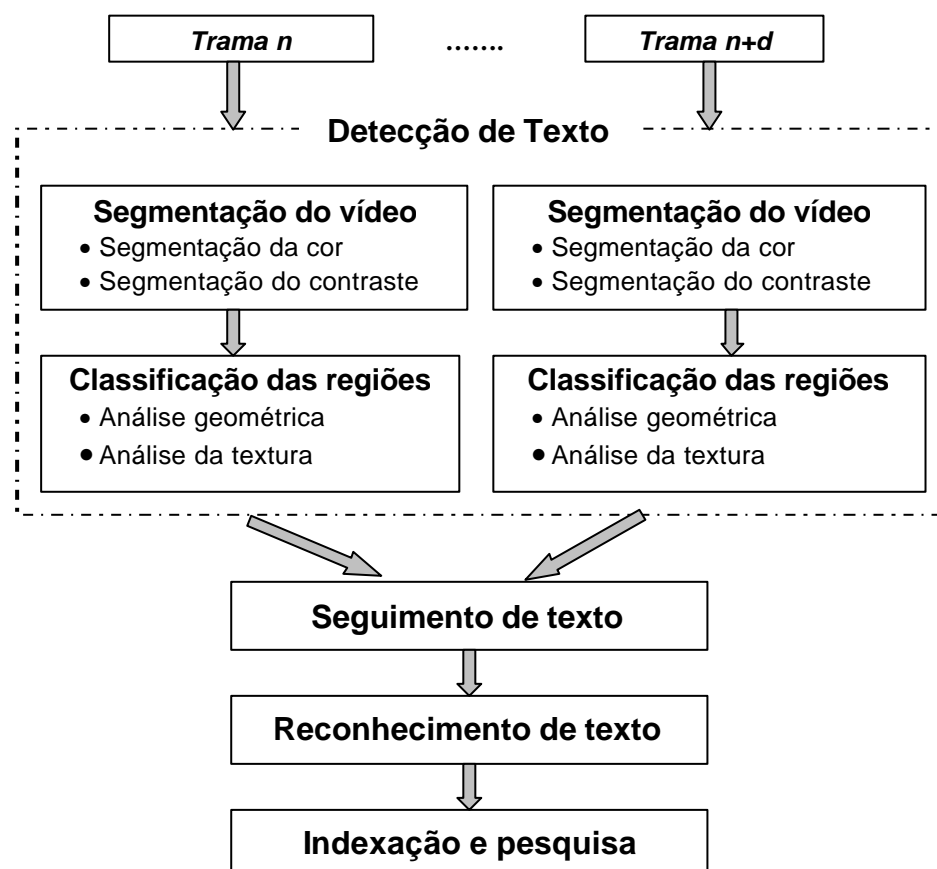 Trama n ....... Trama n+d
Detecção de Texto
Segmentação do vídeo
• Segmentação da cor
• Segmentação do contraste
Segmentação do vídeo
• Segmentação da cor
• Segmentação do contraste
Classificação das regiões
• Análise geométrica
• Análise da textura
Classificação das regiões
• Análise geométrica
• Análise da textura
Seguimento de texto
Reconhecimento de texto
Indexação e pesquisa